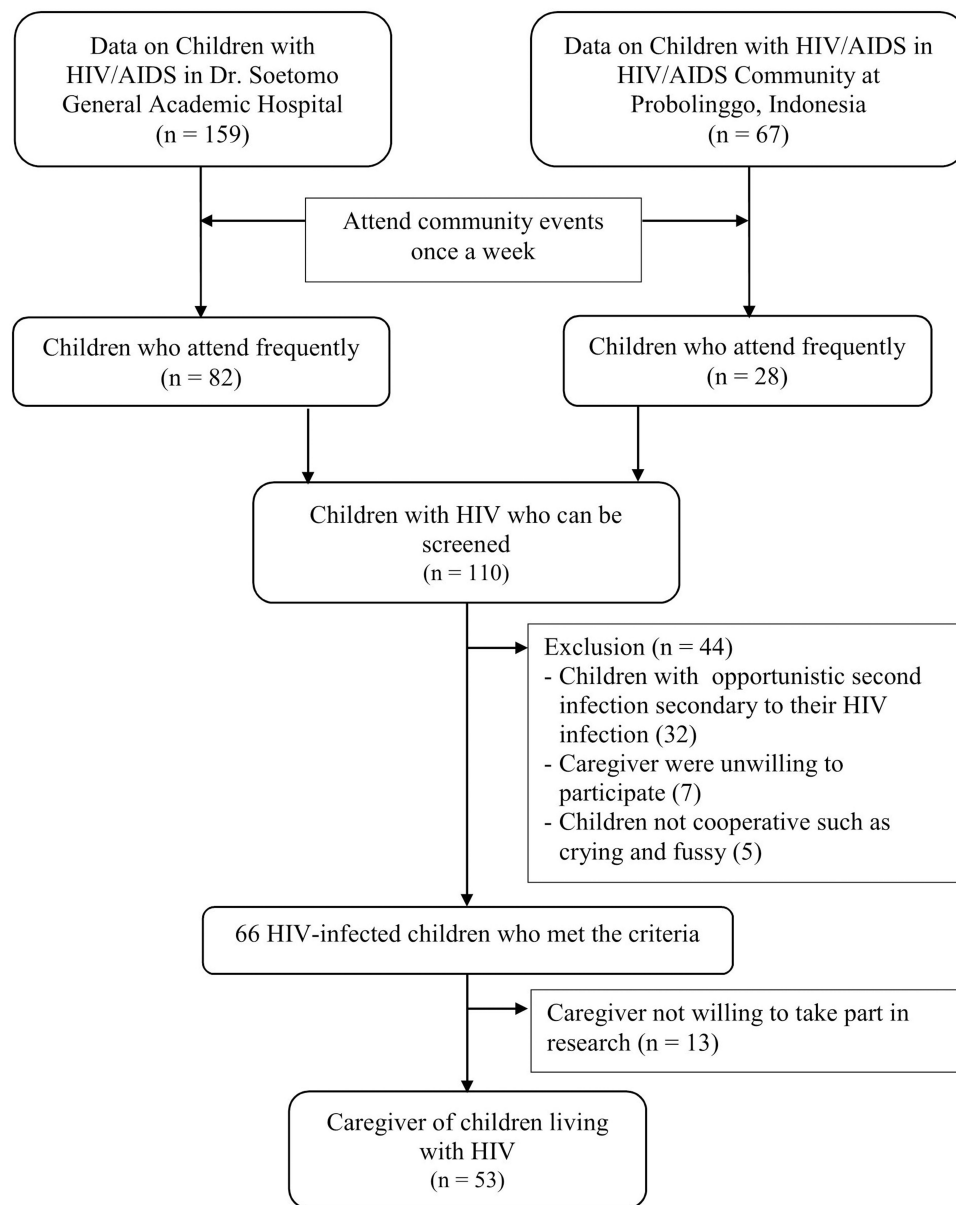 Data on Children with
HIV/AIDS in Dr. Soetomo
General Academic Hospital
(n = 159)
Data on Children with HIV/AIDS in
HIV/AIDS Community at
Probolinggo, Indonesia
(n = 67)
Attend community events
once a week
Children who attend frequently
(n = 82)
Children who attend frequently
(n = 28)
Children with HIV who can be
screened
(n = 110)
Exclusion (n = 44)
- Children with opportunistic second
infection secondary to their HIV
infection (32)
- Caregiver were unwilling to
participate (7)
- Children not cooperative such as
crying and fussy (5)
66 HIV-infected children who met the criteria
Caregiver not willing to take part in
research (n = 13)
Caregiver of children living
with HIV
(n = 53)